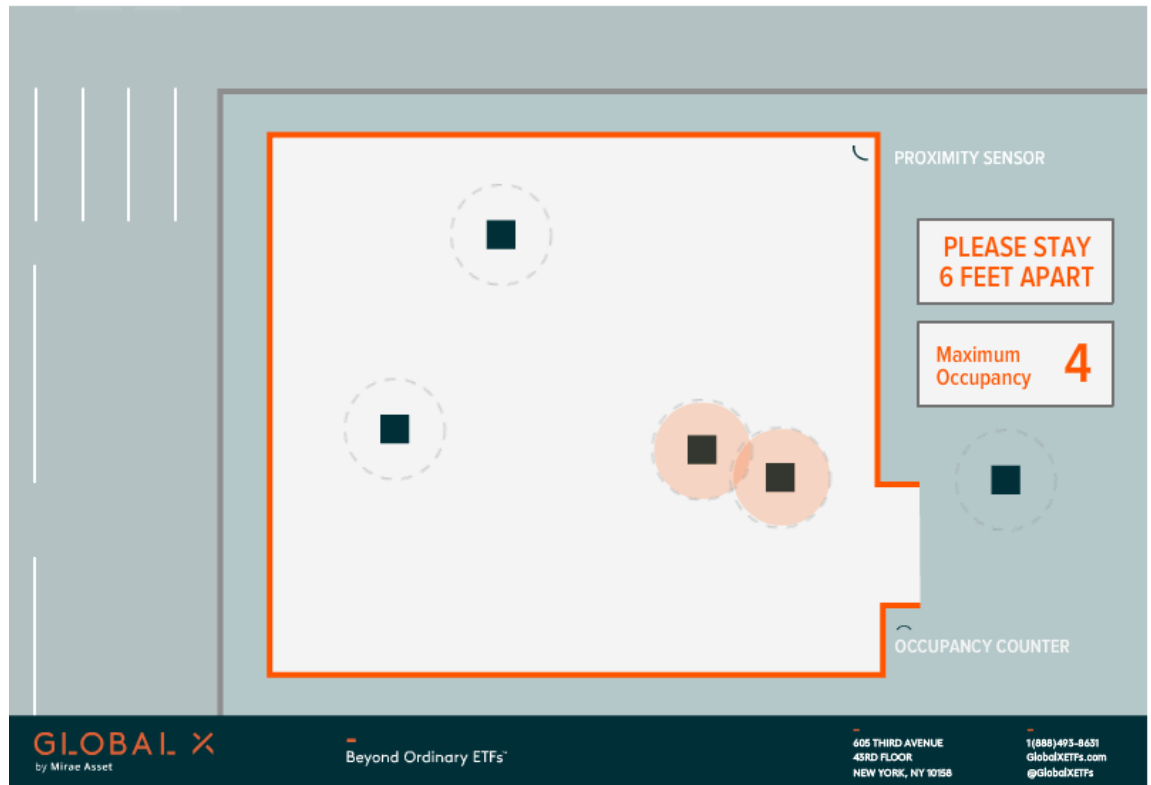 PROXIMITY SENSOR
PLEASE STAY
6 FEET APART
Maximum
Occupancy
4
OCCUPANCY COUNTER
GLOBAL X
by Mirae Asset
Beyond Ordinary ETFs™
605 THIRD AVENUE
43RD FLOOR
NEW YORK, NY 10158
1(888)493-8631
GlobalXETFs.com
@GlobalXETFs